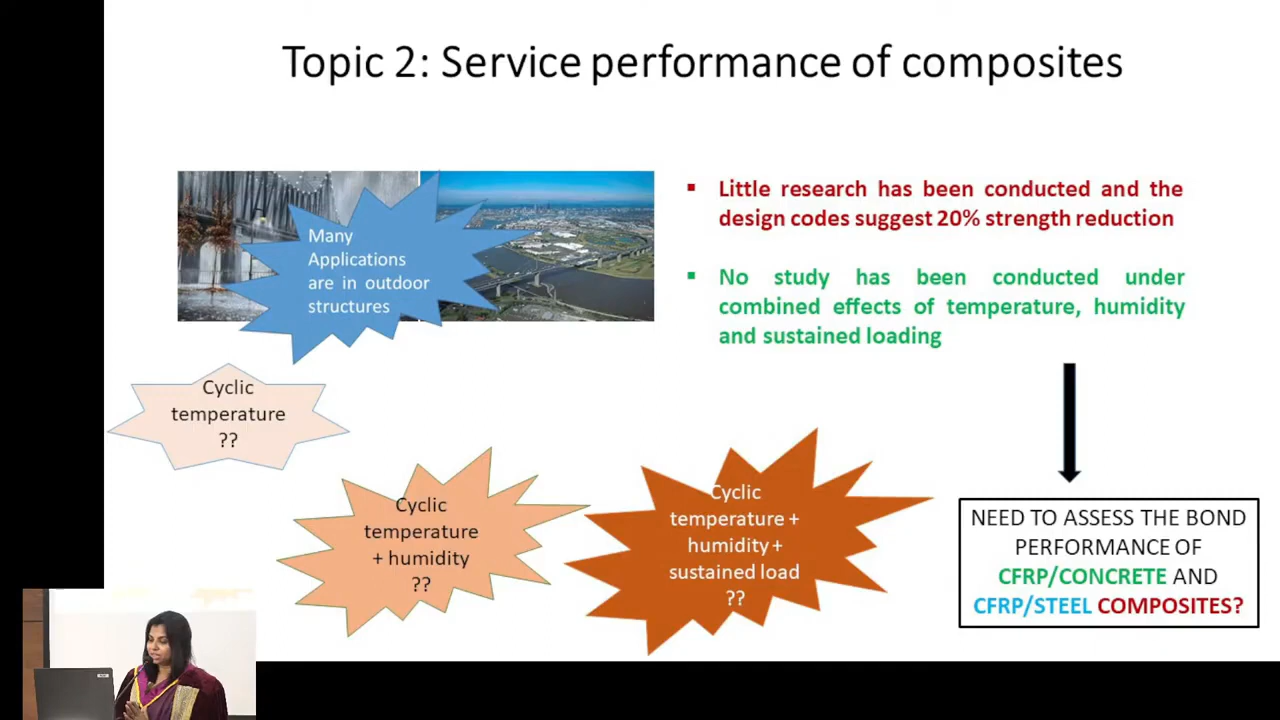 Topic 2: Service performance of composites
Many
Applications
are in outdoor
structures
▪ Little research has been conducted and the
design codes suggest 20% strength reduction
▪ No study has been conducted under
combined effects of temperature, humidity
and sustained loading
Cyclic
temperature
??
Cyclic
temperature
+ humidity
??
Cyclic
temperature +
humidity +
sustained load
??
NEED TO ASSESS THE BOND
PERFORMANCE OF
CFRP/CONCRETE AND
CFRP/STEEL COMPOSITES?